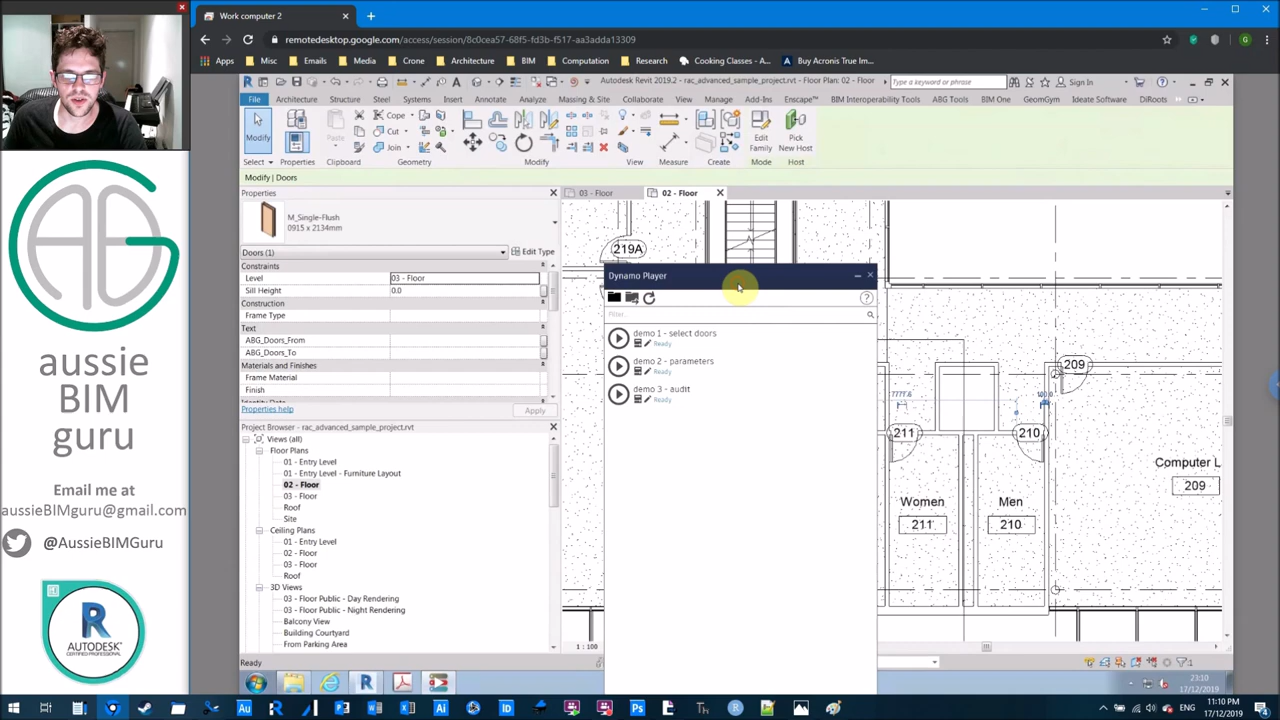 Work computer 2
remotedesktop.google.com/access/session/8c0cea57-68f5-fd3b-f517-aa3adda13309
Apps
Misc
Emails
Media
Crone
Architecture
BIM
Computation
Research
Cooking Classes - A...
Buy Acronis True Im...
Autodesk Revit 2019.2 - rac_advanced_sample_project.rvt - Floor Plan: 02 - Floor
Type a keyword or phrase
Sign In
File
Architecture
Structure
Steel
Systems
Insert
Annotate
Analyze
Massing & Site
Collaborate
View
Manage
Add-Ins
Enscape™
BIM Interoperability Tools
ABG Tools
BIM One
GeomGym
Ideate Software
DiRoots
Modify
Properties
Paste
Cope
Cut
Join
Edit Family
Pick New Host
Select
Properties
Clipboard
Geometry
Modify
View
Measure
Create
Mode
Host
Modify | Doors
Properties
03 - Floor
02 - Floor
M_Single-Flush
0915 x 2134mm
Doors (1)
Edit Type
Constraints
Level
03 - Floor
Sill Height
0.0
Construction
Frame Type
Text
ABG_Doors_From
ABG_Doors_To
Materials and Finishes
Frame Material
Finish
Properties help
Apply
Project Browser - rac_advanced_sample_project.rvt
Views (all)
Floor Plans
01 - Entry Level
01 - Entry Level - Furniture Layout
02 - Floor
03 - Floor
Roof
Site
Ceiling Plans
01 - Entry Level
02 - Floor
03 - Floor
Roof
3D Views
03 - Floor Public - Day Rendering
03 - Floor Public - Night Rendering
Balcony View
Building Courtyard
From Parking Area
Ready
1 : 100
219A
Dynamo Player
Filter...
demo 1 - select doors
Ready
demo 2 - parameters
Ready
demo 3 - audit
Ready
209
211
210
Women
211
Men
210
Computer L
209
23:10
17/12/2019
aussie
BIM
guru
Email me at
aussieBIMguru@gmail.com
@AussieBIMGuru
R
AUTODESK
CERTIFIED PROFESSIONAL
ENG
11:10 PM
17/12/2019